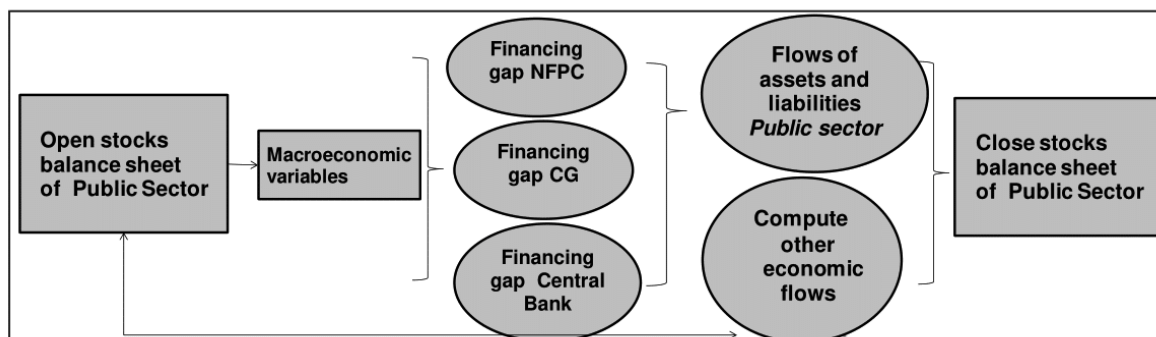 Open stocks
balance sheet
of Public Sector
Macroeconomic
variables
Financing
gap NFPC
Financing
gap CG
Financing
gap Central
Bank
Flows of
assets and
liabilities
Public sector
Compute
other
economic
flows
Close stocks
balance sheet
of Public Sector